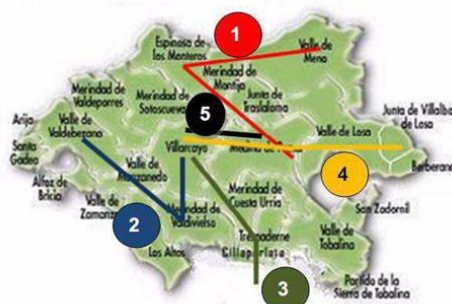 1
Espinosa de
los Monteros
Valle de
Mena
Merindad de
Montija
Merindad de
Valdeporres
Merindad de
Sotoscueva
Junta de
Traslaloma
5
Arija
Valle de
Valdebezana
Valle de Losa
Junta de Villalba
de Losa
Santa
Gadea
Villarcayo
Medina de
Berberana
Valle de
Manzanedo
4
Alfoz de
Bricia
Valle de
Zamanzas
Merindad de
Cuesta Urria
San Zadornil
2
Merindad de
Valdivielso
Los Altos
Trespaderne
Cillaperlata
Valle de
Tobalina
3
Partido de la
Sierra de Tobalina